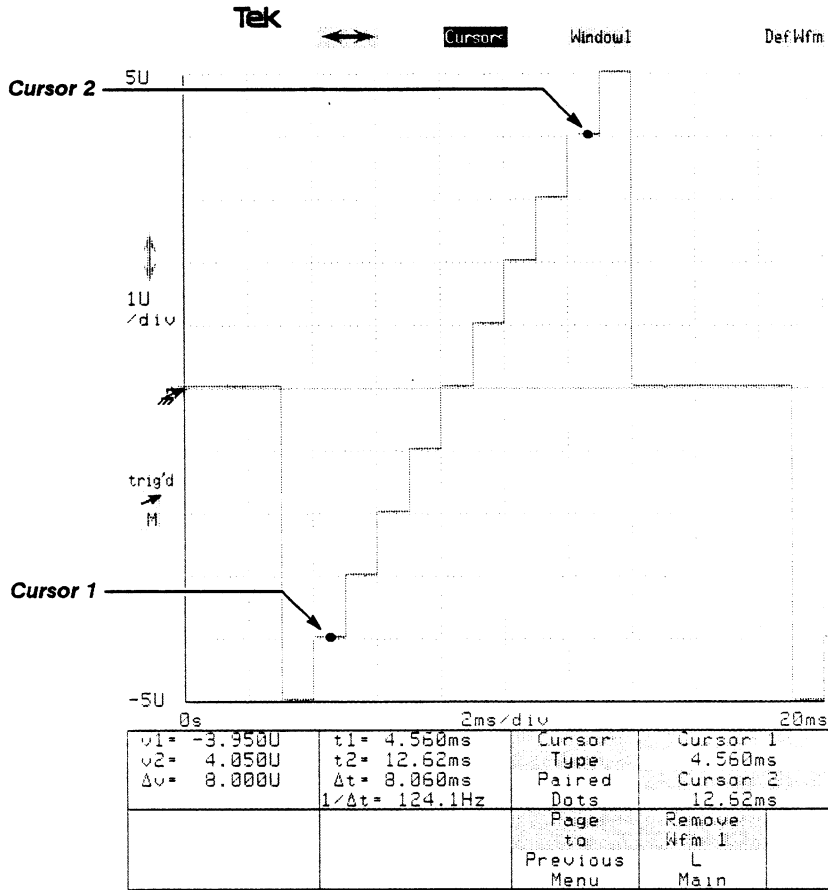 Tek
Cursors Window1 DefWfm
5U
Cursor 2
1U
/div
trig'd
M
Cursor 1
-5U
0s 2ms/div 20ms
v1= -3.950U t1= 4.560ms Cursor Cursor 1
v2= 4.050U t2= 12.62ms Type 4.560ms
Δv= 8.000U Δt= 8.060ms Paired Cursor 2
1/Δt= 124.1Hz Dots 12.62ms
Page Remove
to Wfm 1
Previous L
Menu Main